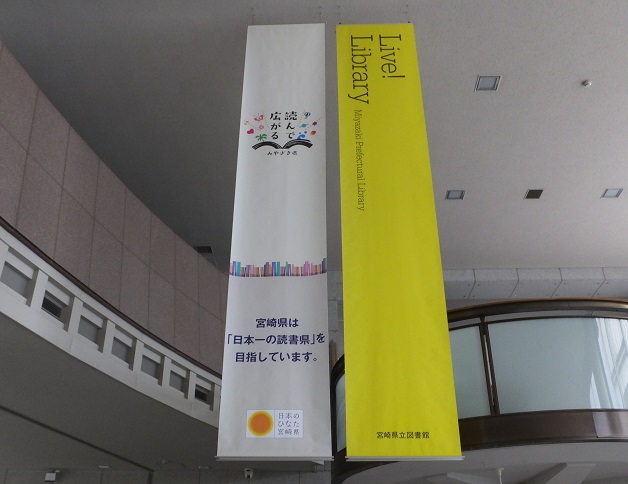 読んで
広がる
みやざき県
宮崎県は
「日本一の読書県」を
目指しています。
日本の
ひなた
宮崎県
Live!
Library
Miyazaki Prefectural Library
宮崎県立図書館